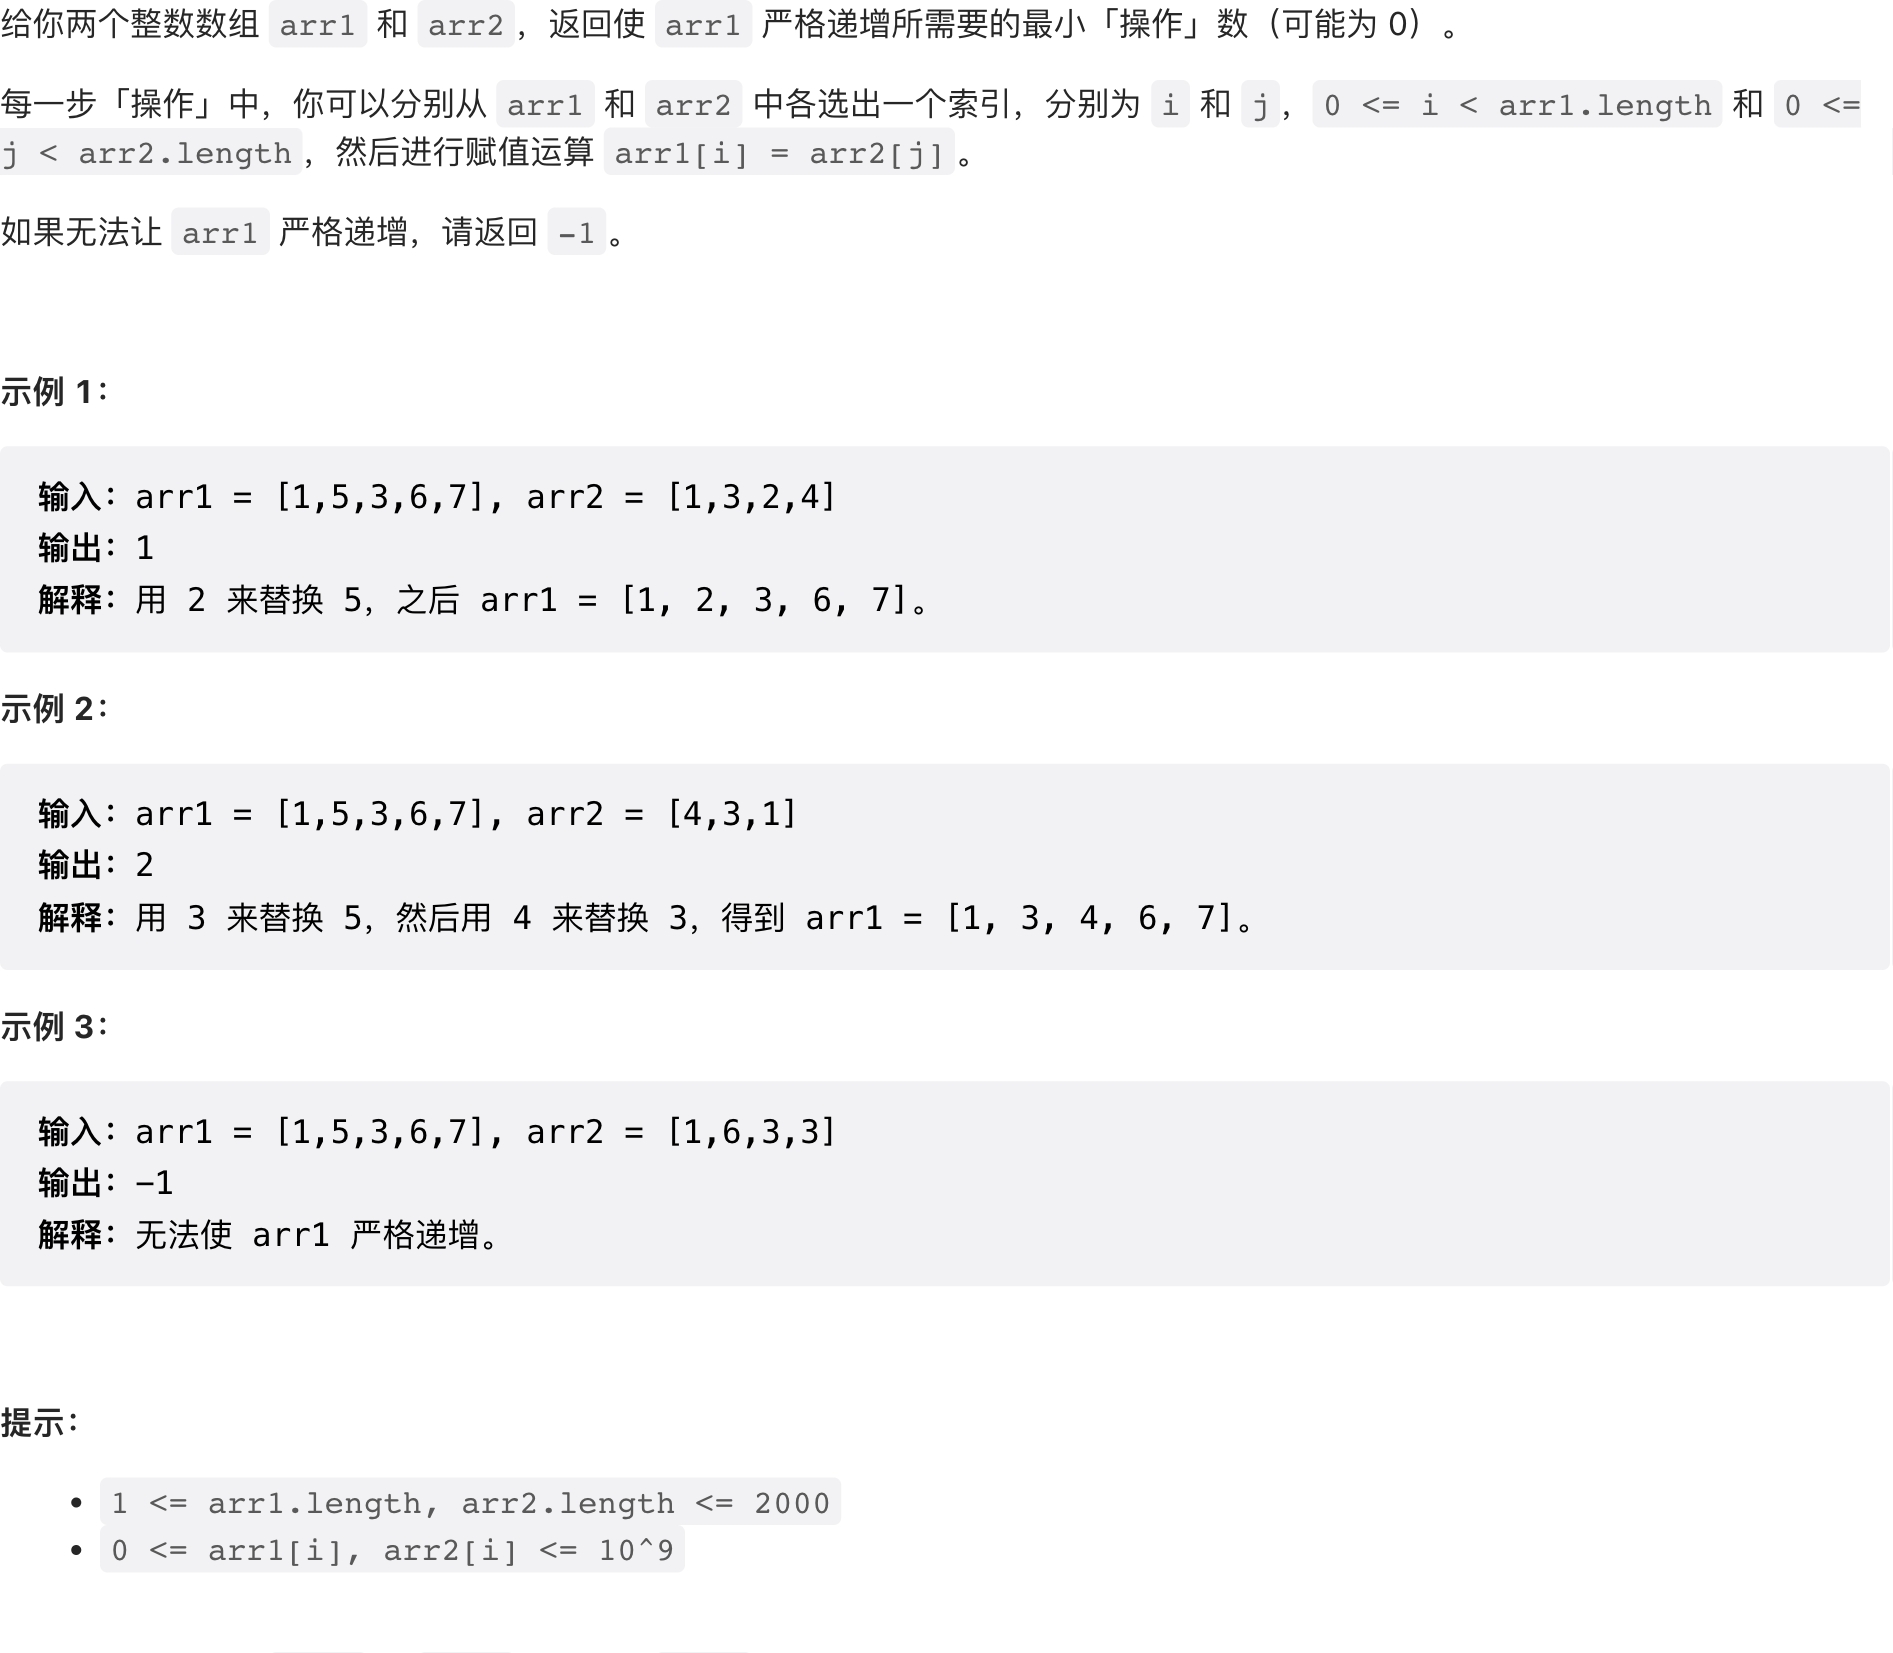 给你两个整数数组 arr1 和 arr2，返回使 arr1 严格递增所需要的最小「操作」数（可能为 0）。
每一步「操作」中，你可以分别从 arr1 和 arr2 中各选出一个索引，分别为 i 和 j，0 <= i < arr1.length 和 0 <=
j < arr2.length，然后进行赋值运算 arr1[i] = arr2[j]。
如果无法让 arr1 严格递增，请返回 -1。
示例 1：
输入：arr1 = [1,5,3,6,7], arr2 = [1,3,2,4]
输出：1
解释：用 2 来替换 5，之后 arr1 = [1, 2, 3, 6, 7]。
示例 2：
输入：arr1 = [1,5,3,6,7], arr2 = [4,3,1]
输出：2
解释：用 3 来替换 5，然后用 4 来替换 3，得到 arr1 = [1, 3, 4, 6, 7]。
示例 3：
输入：arr1 = [1,5,3,6,7], arr2 = [1,6,3,3]
输出：-1
解释：无法使 arr1 严格递增。
提示：
• 1 <= arr1.length, arr2.length <= 2000
• 0 <= arr1[i], arr2[i] <= 10^9